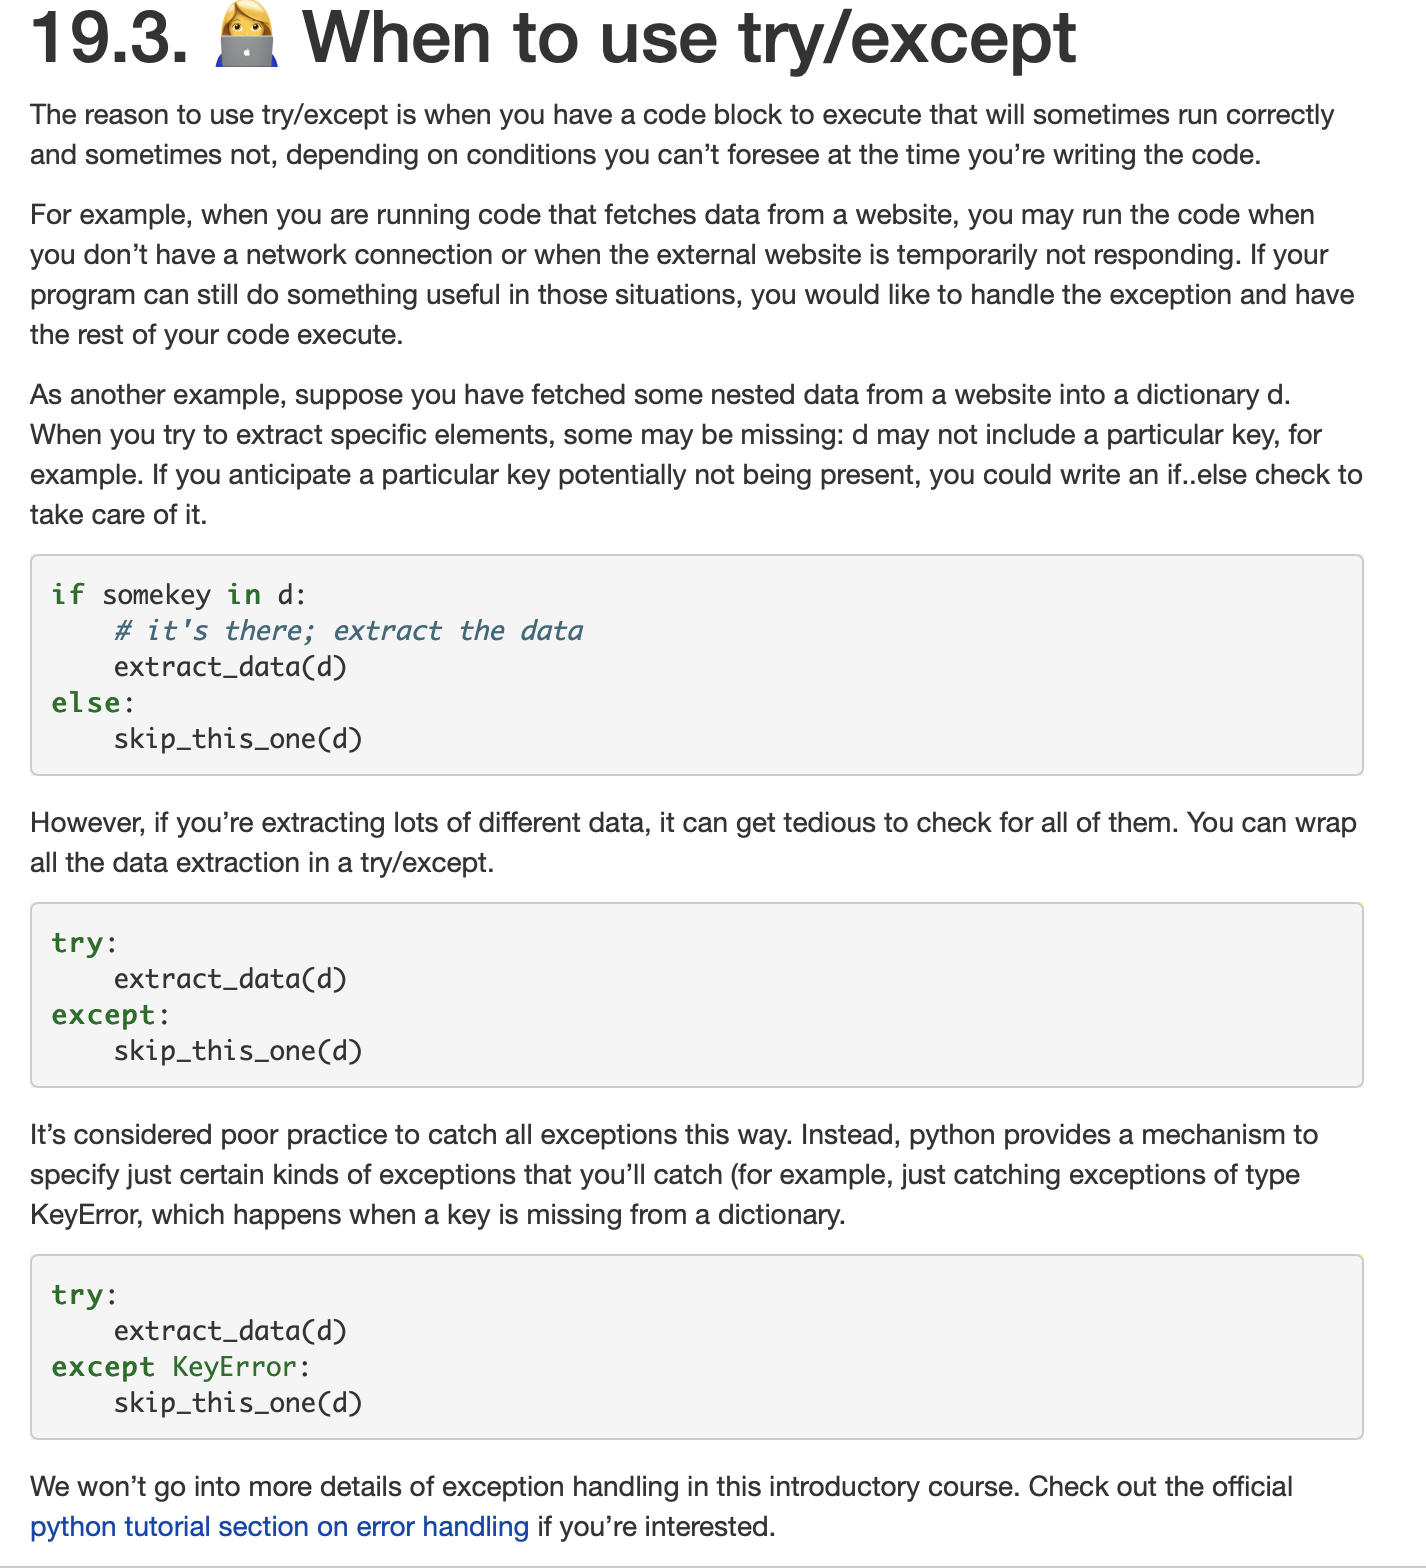 19.3. 👩‍💻 When to use try/except
The reason to use try/except is when you have a code block to execute that will sometimes run correctly
and sometimes not, depending on conditions you can’t foresee at the time you’re writing the code.
For example, when you are running code that fetches data from a website, you may run the code when
you don’t have a network connection or when the external website is temporarily not responding. If your
program can still do something useful in those situations, you would like to handle the exception and have
the rest of your code execute.
As another example, suppose you have fetched some nested data from a website into a dictionary d.
When you try to extract specific elements, some may be missing: d may not include a particular key, for
example. If you anticipate a particular key potentially not being present, you could write an if..else check to
take care of it.
if somekey in d:
    # it's there; extract the data
    extract_data(d)
else:
    skip_this_one(d)
However, if you’re extracting lots of different data, it can get tedious to check for all of them. You can wrap
all the data extraction in a try/except.
try:
    extract_data(d)
except:
    skip_this_one(d)
It’s considered poor practice to catch all exceptions this way. Instead, python provides a mechanism to
specify just certain kinds of exceptions that you’ll catch (for example, just catching exceptions of type
KeyError, which happens when a key is missing from a dictionary.
try:
    extract_data(d)
except KeyError:
    skip_this_one(d)
We won’t go into more details of exception handling in this introductory course. Check out the official
python tutorial section on error handling if you’re interested.